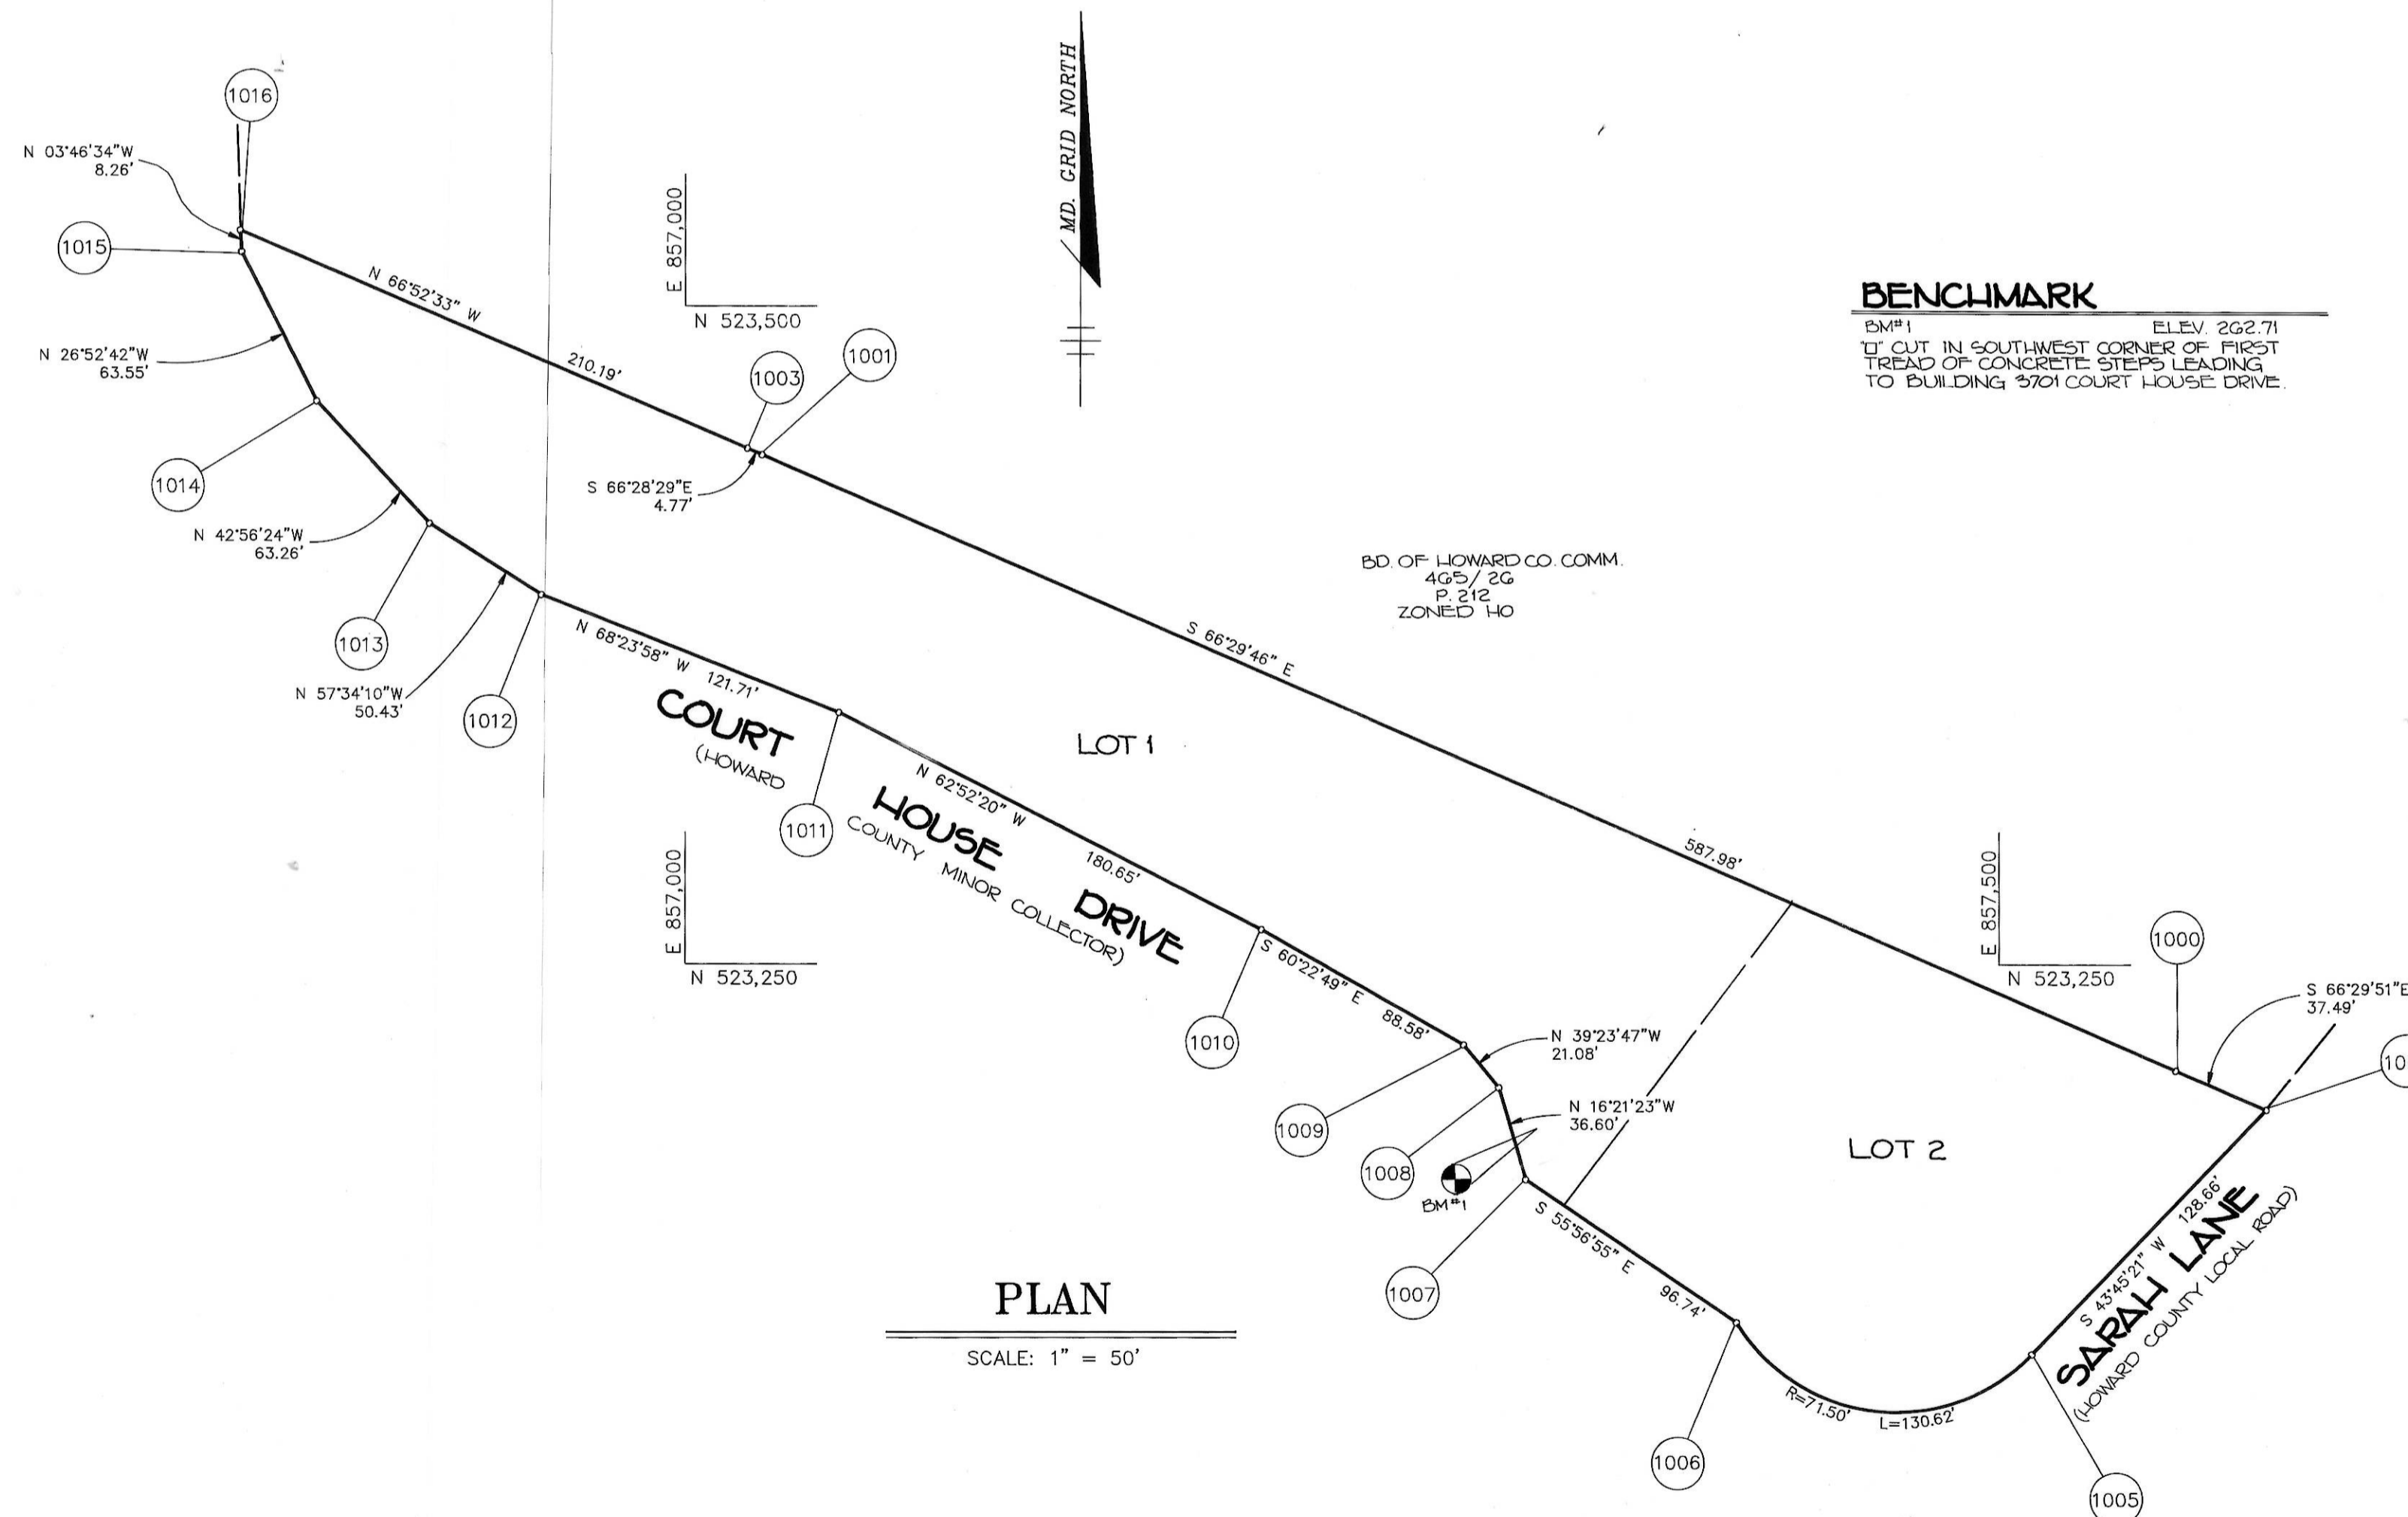 1016
MD. GRID NORTH
N 03°46'34"W
8.26'
1015
N 66°52'33" W
210.19'
E 857,000
N 523,500
1003
1001
BENCHMARK
BM#1 ELEV. 262.71
"□" CUT IN SOUTHWEST CORNER OF FIRST
TREAD OF CONCRETE STEPS LEADING
TO BUILDING 3701 COURT HOUSE DRIVE.
N 26°52'42"W
63.55'
1014
S 66°28'29"E
4.77'
N 42°56'24"W
63.26'
BD. OF HOWARD CO. COMM.
465/26
P. 212
ZONED HO
1013
N 57°34'10"W
50.43'
1012
N 68°23'58" W
121.71'
S 66°29'46" E
587.98'
LOT 1
COURT HOUSE DRIVE
(HOWARD COUNTY MINOR COLLECTOR)
1011
N 62°52'20" W
180.65'
E 857,000
N 523,250
E 857,500
N 523,250
1000
S 66°29'51"E
37.49'
10
1010
S 60°22'49" E
88.58'
N 39°23'47"W
21.08'
1009
N 16°21'23"W
36.60'
1008
BM#1
LOT 2
1007
S 55°56'55" E
96.74'
S 43°45'21" W
128.66'
SARAH LANE
(HOWARD COUNTY LOCAL ROAD)
PLAN
SCALE: 1" = 50'
R=71.50'
L=130.62'
1006
1005